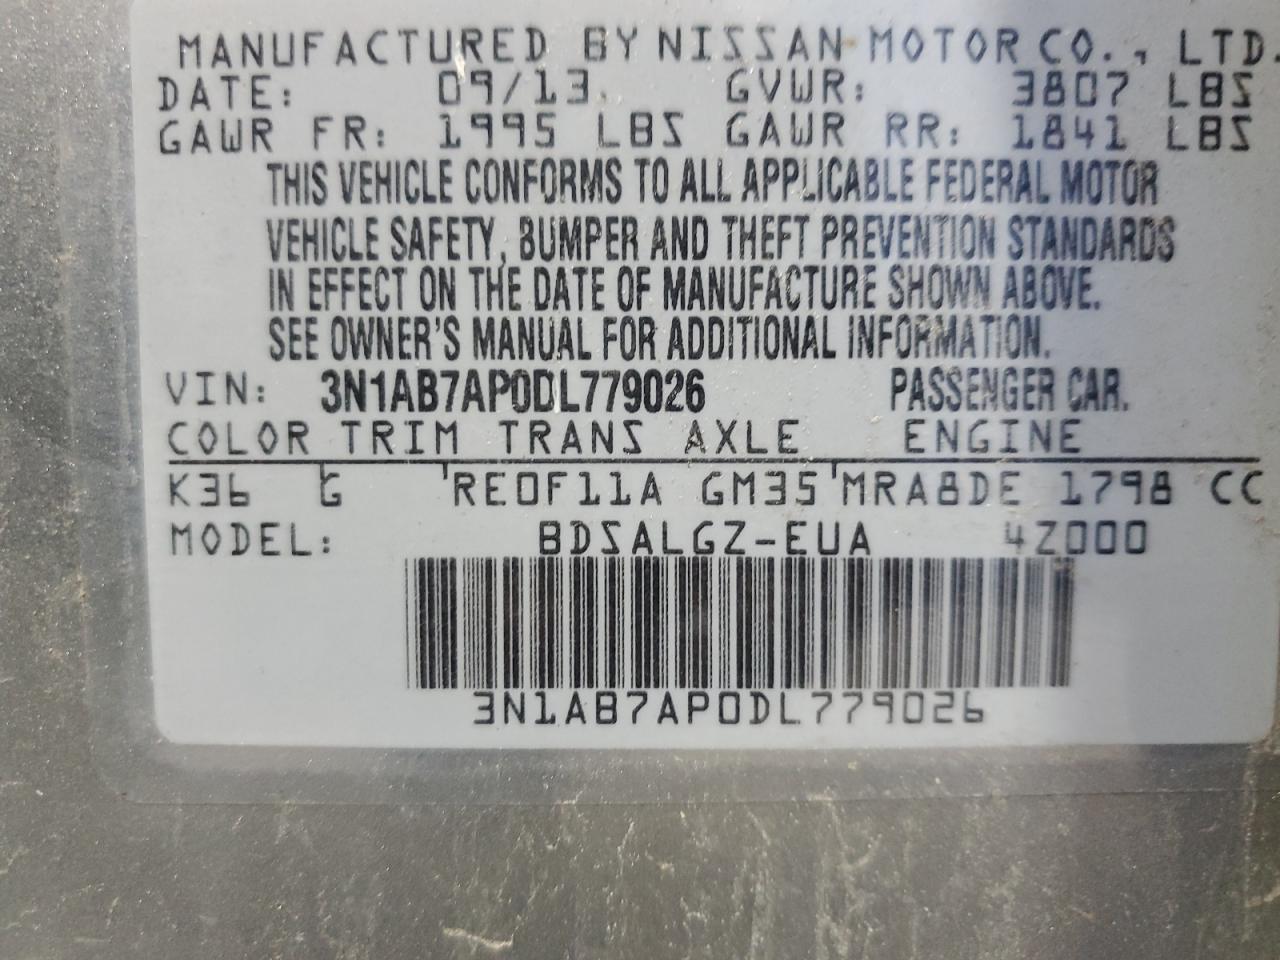 MANUFACTURED BY NISSAN MOTOR CO., LTD.
DATE: 09/13. GVWR: 3807 LBS
GAWR FR: 1995 LBS GAWR RR: 1841 LBS
THIS VEHICLE CONFORMS TO ALL APPLICABLE FEDERAL MOTOR
VEHICLE SAFETY, BUMPER AND THEFT PREVENTION STANDARDS
IN EFFECT ON THE DATE OF MANUFACTURE SHOWN ABOVE.
SEE OWNER'S MANUAL FOR ADDITIONAL INFORMATION.
VIN: 3N1AB7AP0DL779026 PASSENGER CAR.
COLOR TRIM TRANS AXLE ENGINE
K36 G RE0F11A GM35 MRA8DE 1798 CC
MODEL: BDSALGZ-EUA 4Z000
3N1AB7AP0DL779026